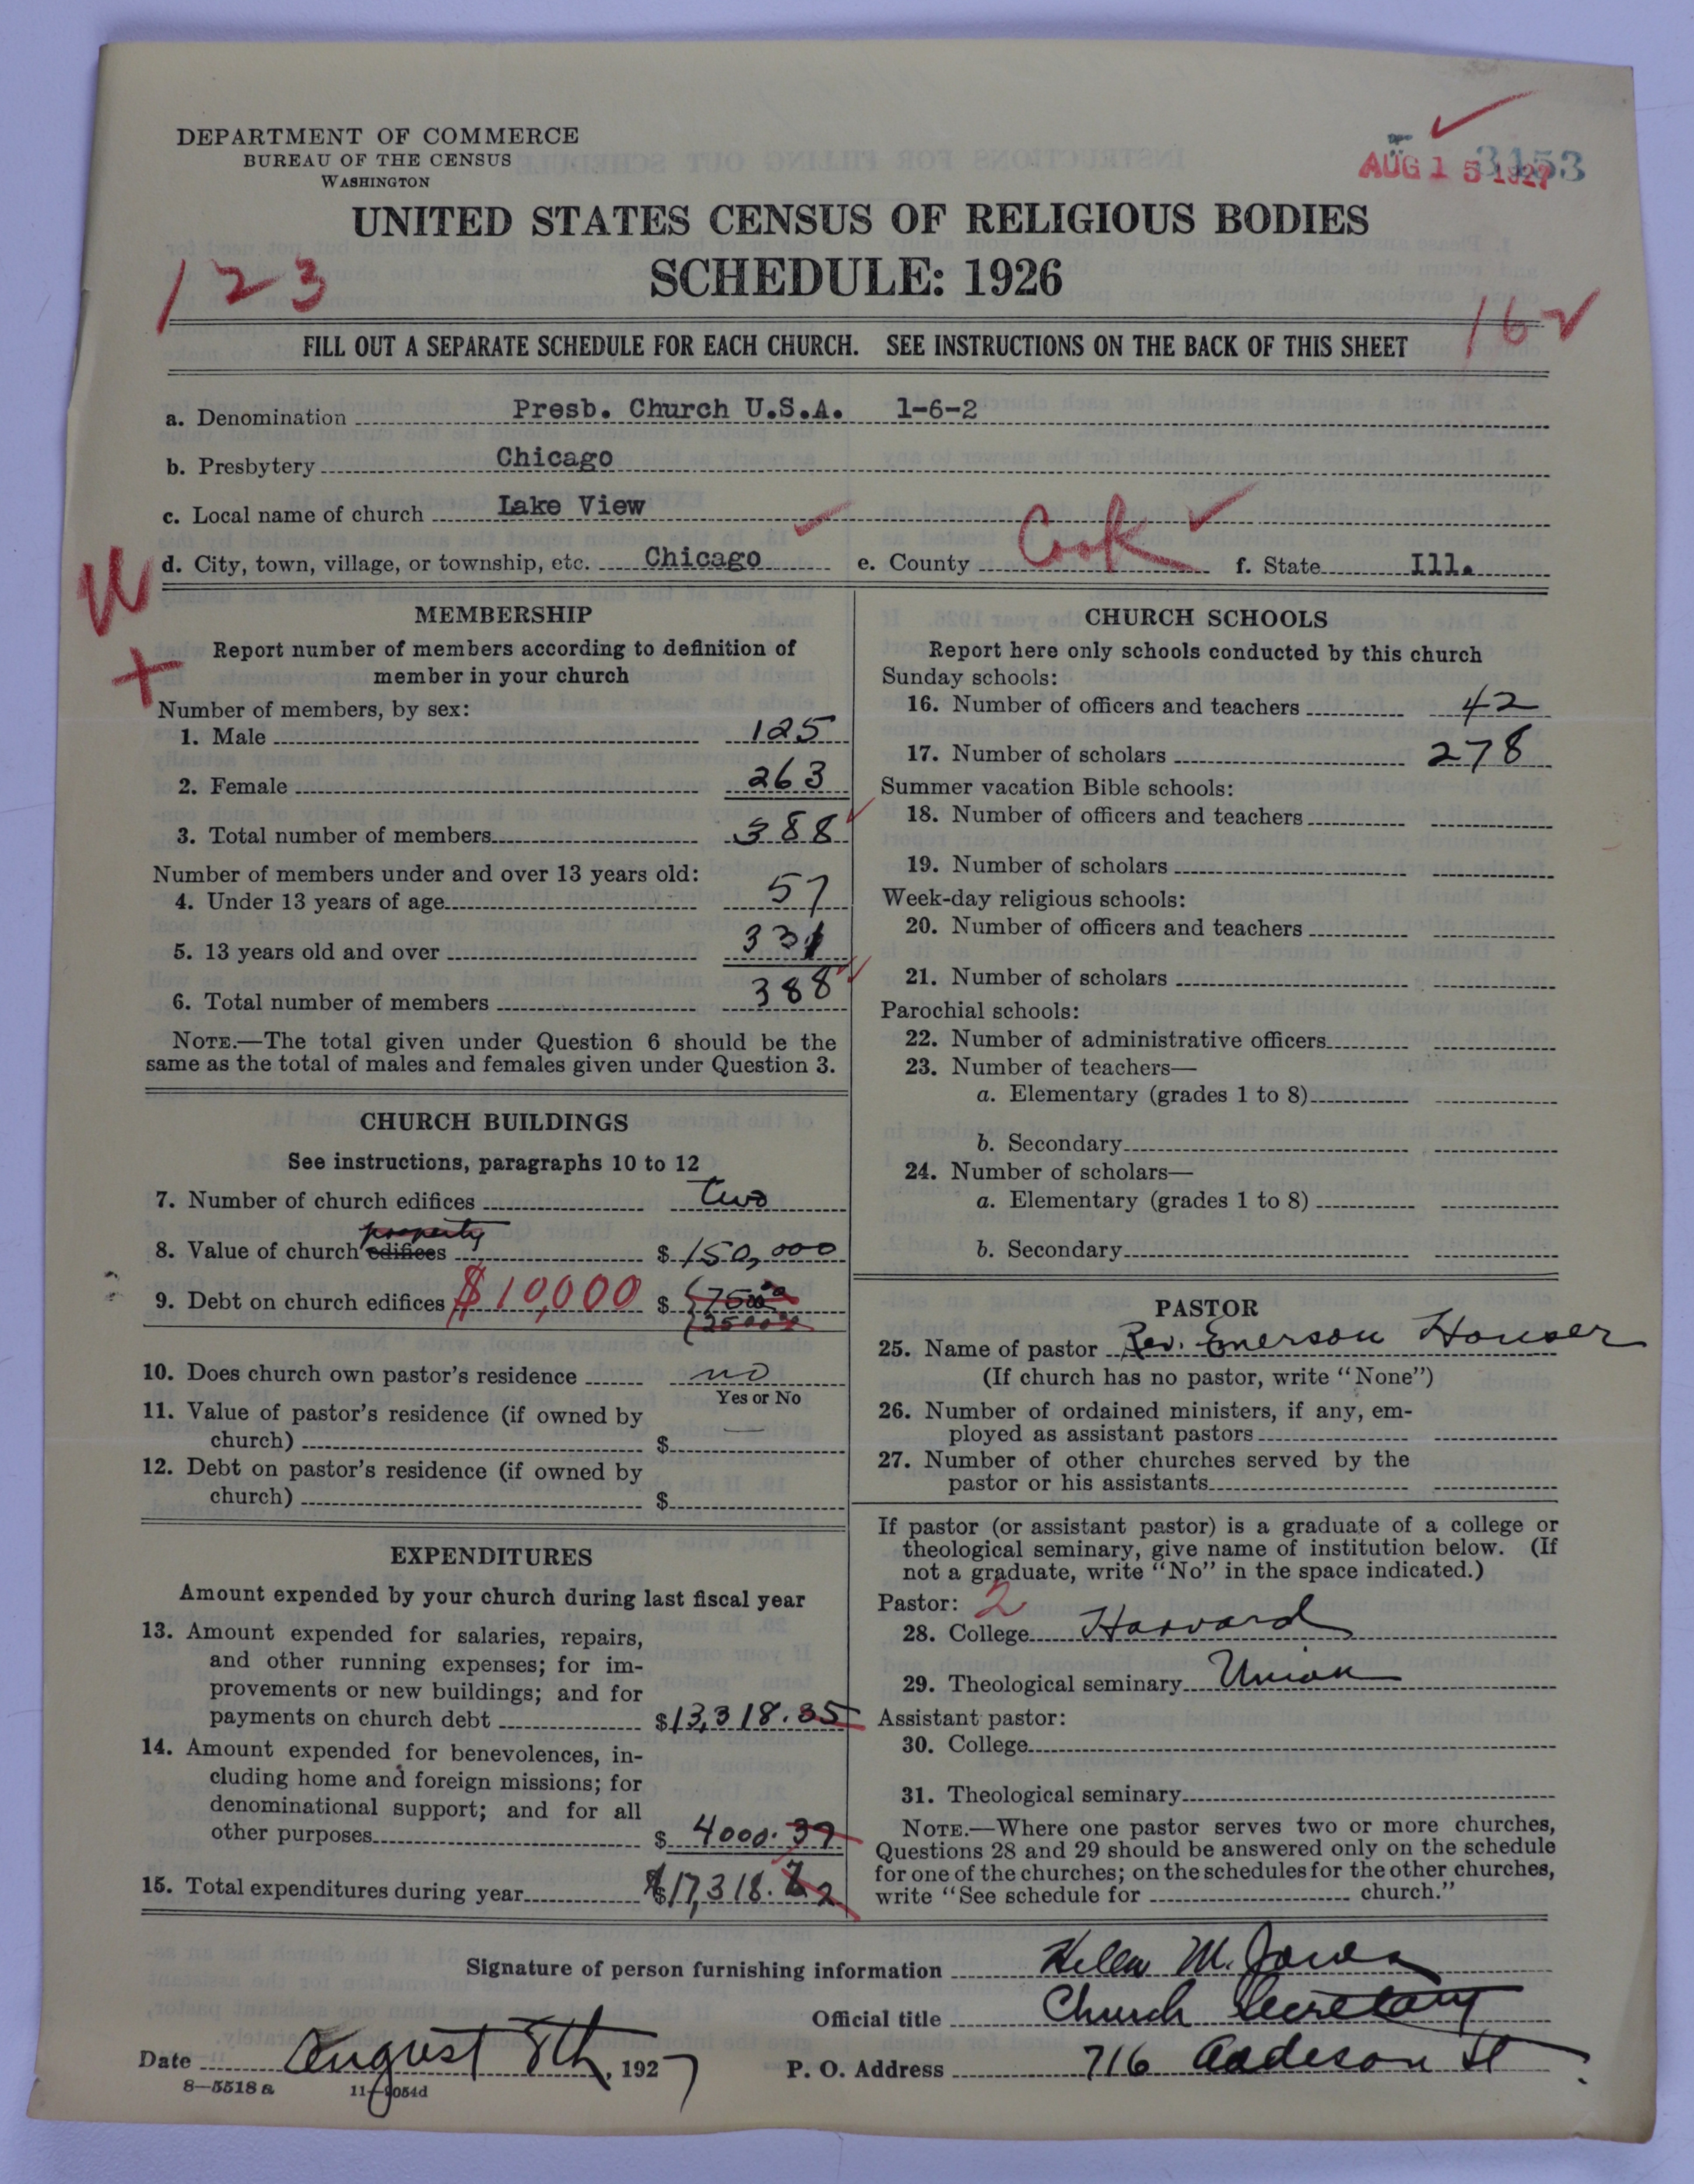 DEPARTMENT OF COMMERCE
BUREAU OF THE CENSUS
WASHINGTON
AUG 15 1927 3153
UNITED STATES CENSUS OF RELIGIOUS BODIES
SCHEDULE: 1926
123
162
FILL OUT A SEPARATE SCHEDULE FOR EACH CHURCH. SEE INSTRUCTIONS ON THE BACK OF THIS SHEET
a. Denomination Presb. Church U.S.A. 1-6-2
b. Presbytery Chicago
c. Local name of church Lake View
d. City, town, village, or township, etc. Chicago e. County Cook f. State Ill.
W
+
MEMBERSHIP
Report number of members according to definition of
member in your church
Number of members, by sex:
1. Male 125
2. Female 263
3. Total number of members 388
Number of members under and over 13 years old:
4. Under 13 years of age 57
5. 13 years old and over 331
6. Total number of members 388
NOTE.—The total given under Question 6 should be the
same as the total of males and females given under Question 3.
CHURCH BUILDINGS
See instructions, paragraphs 10 to 12
7. Number of church edifices two
property
8. Value of church edifices $ 150,000
9. Debt on church edifices $10,000 $
10. Does church own pastor's residence no
Yes or No
11. Value of pastor's residence (if owned by
church) $ —
12. Debt on pastor's residence (if owned by
church) $
EXPENDITURES
Amount expended by your church during last fiscal year
13. Amount expended for salaries, repairs,
and other running expenses; for im-
provements or new buildings; and for
payments on church debt $13,318.35
14. Amount expended for benevolences, in-
cluding home and foreign missions; for
denominational support; and for all
other purposes $ 4000.37
15. Total expenditures during year $17,318.72
CHURCH SCHOOLS
Report here only schools conducted by this church
Sunday schools:
16. Number of officers and teachers 42
17. Number of scholars 278
Summer vacation Bible schools:
18. Number of officers and teachers
19. Number of scholars
Week-day religious schools:
20. Number of officers and teachers
21. Number of scholars
Parochial schools:
22. Number of administrative officers
23. Number of teachers—
a. Elementary (grades 1 to 8)
b. Secondary
24. Number of scholars—
a. Elementary (grades 1 to 8)
b. Secondary
PASTOR
25. Name of pastor Rev. Emerson Houser
(If church has no pastor, write "None")
26. Number of ordained ministers, if any, em-
ployed as assistant pastors
27. Number of other churches served by the
pastor or his assistants
If pastor (or assistant pastor) is a graduate of a college or
theological seminary, give name of institution below. (If
not a graduate, write "No" in the space indicated.)
Pastor: 2
28. College Harvard
29. Theological seminary Union
Assistant pastor:
30. College
31. Theological seminary
NOTE.—Where one pastor serves two or more churches,
Questions 28 and 29 should be answered only on the schedule
for one of the churches; on the schedules for the other churches,
write "See schedule for church."
Signature of person furnishing information Helen M. Jones
Official title Church Secretary
Date August 8th, 1927 P. O. Address 716 Addison St.
8—5518 a 11—9054d